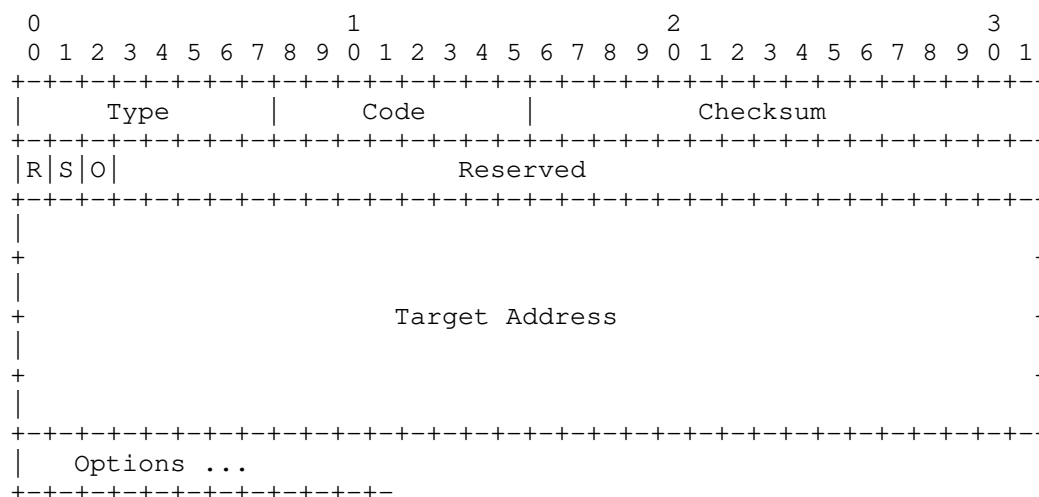 0                   1                   2                   3
 0 1 2 3 4 5 6 7 8 9 0 1 2 3 4 5 6 7 8 9 0 1 2 3 4 5 6 7 8 9 0 1
+-+-+-+-+-+-+-+-+-+-+-+-+-+-+-+-+-+-+-+-+-+-+-+-+-+-+-+-+-+-+-+-
|     Type      |     Code      |          Checksum
+-+-+-+-+-+-+-+-+-+-+-+-+-+-+-+-+-+-+-+-+-+-+-+-+-+-+-+-+-+-+-+-
|R|S|O|                     Reserved
+-+-+-+-+-+-+-+-+-+-+-+-+-+-+-+-+-+-+-+-+-+-+-+-+-+-+-+-+-+-+-+-
|
+                                                               -
|
+                       Target Address                          -
|
+                                                               -
|
+-+-+-+-+-+-+-+-+-+-+-+-+-+-+-+-+-+-+-+-+-+-+-+-+-+-+-+-+-+-+-+-
|   Options ...
+-+-+-+-+-+-+-+-+-+-+-+-